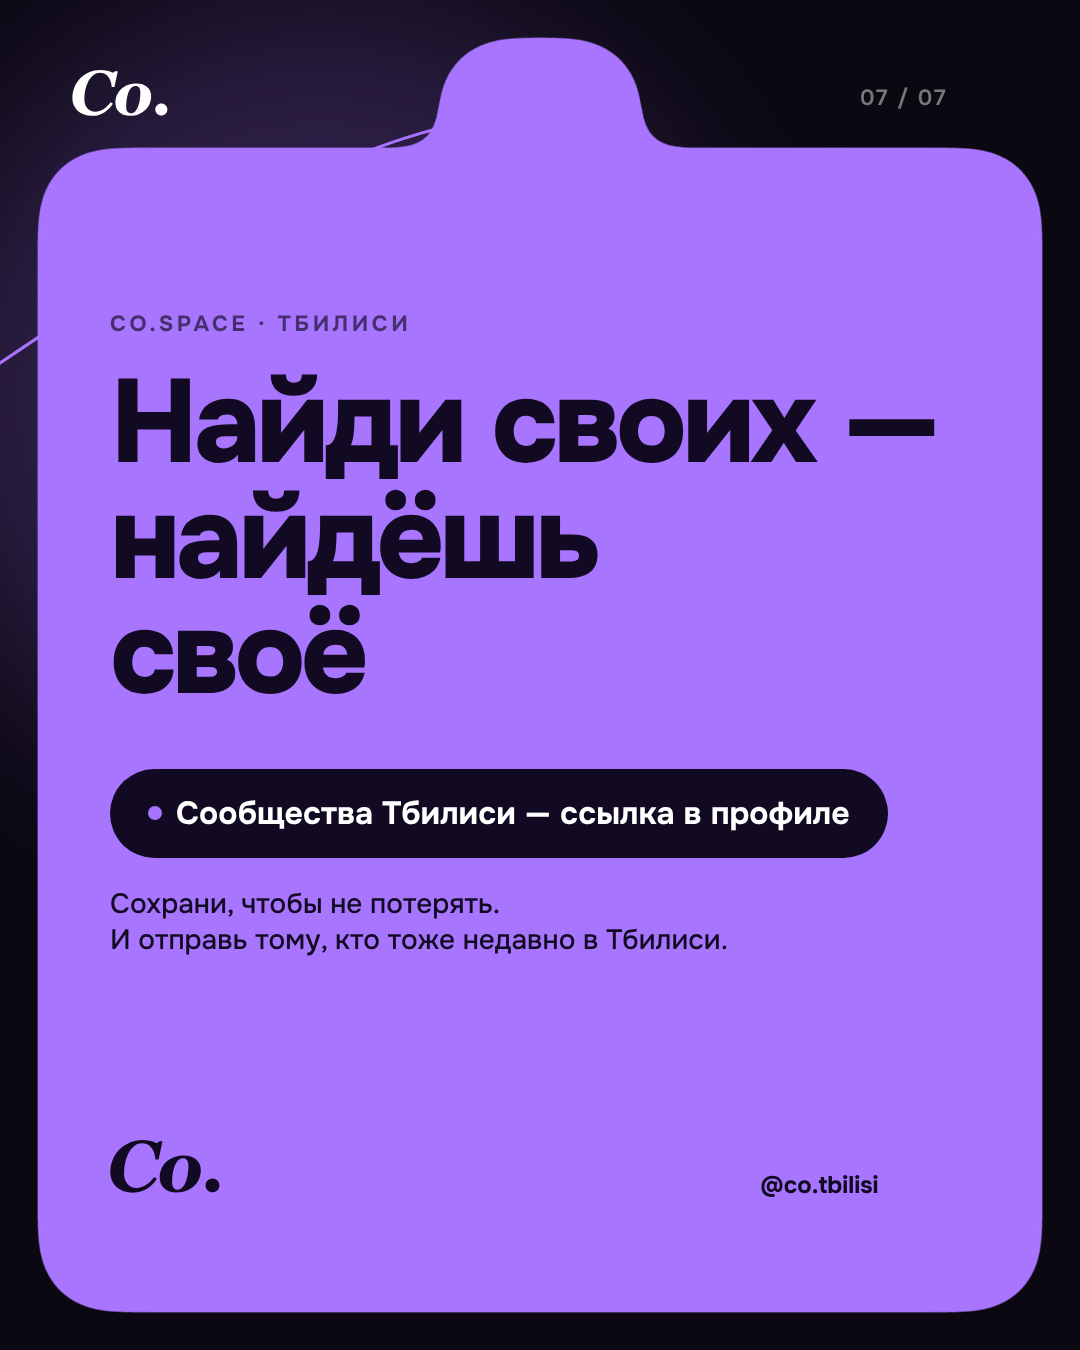 Co.
07 / 07
CO.SPACE · ТБИЛИСИ
Найди своих —
найдёшь
своё
Сообщества Тбилиси — ссылка в профиле
Сохрани, чтобы не потерять.
И отправь тому, кто тоже недавно в Тбилиси.
Co.
@co.tbilisi